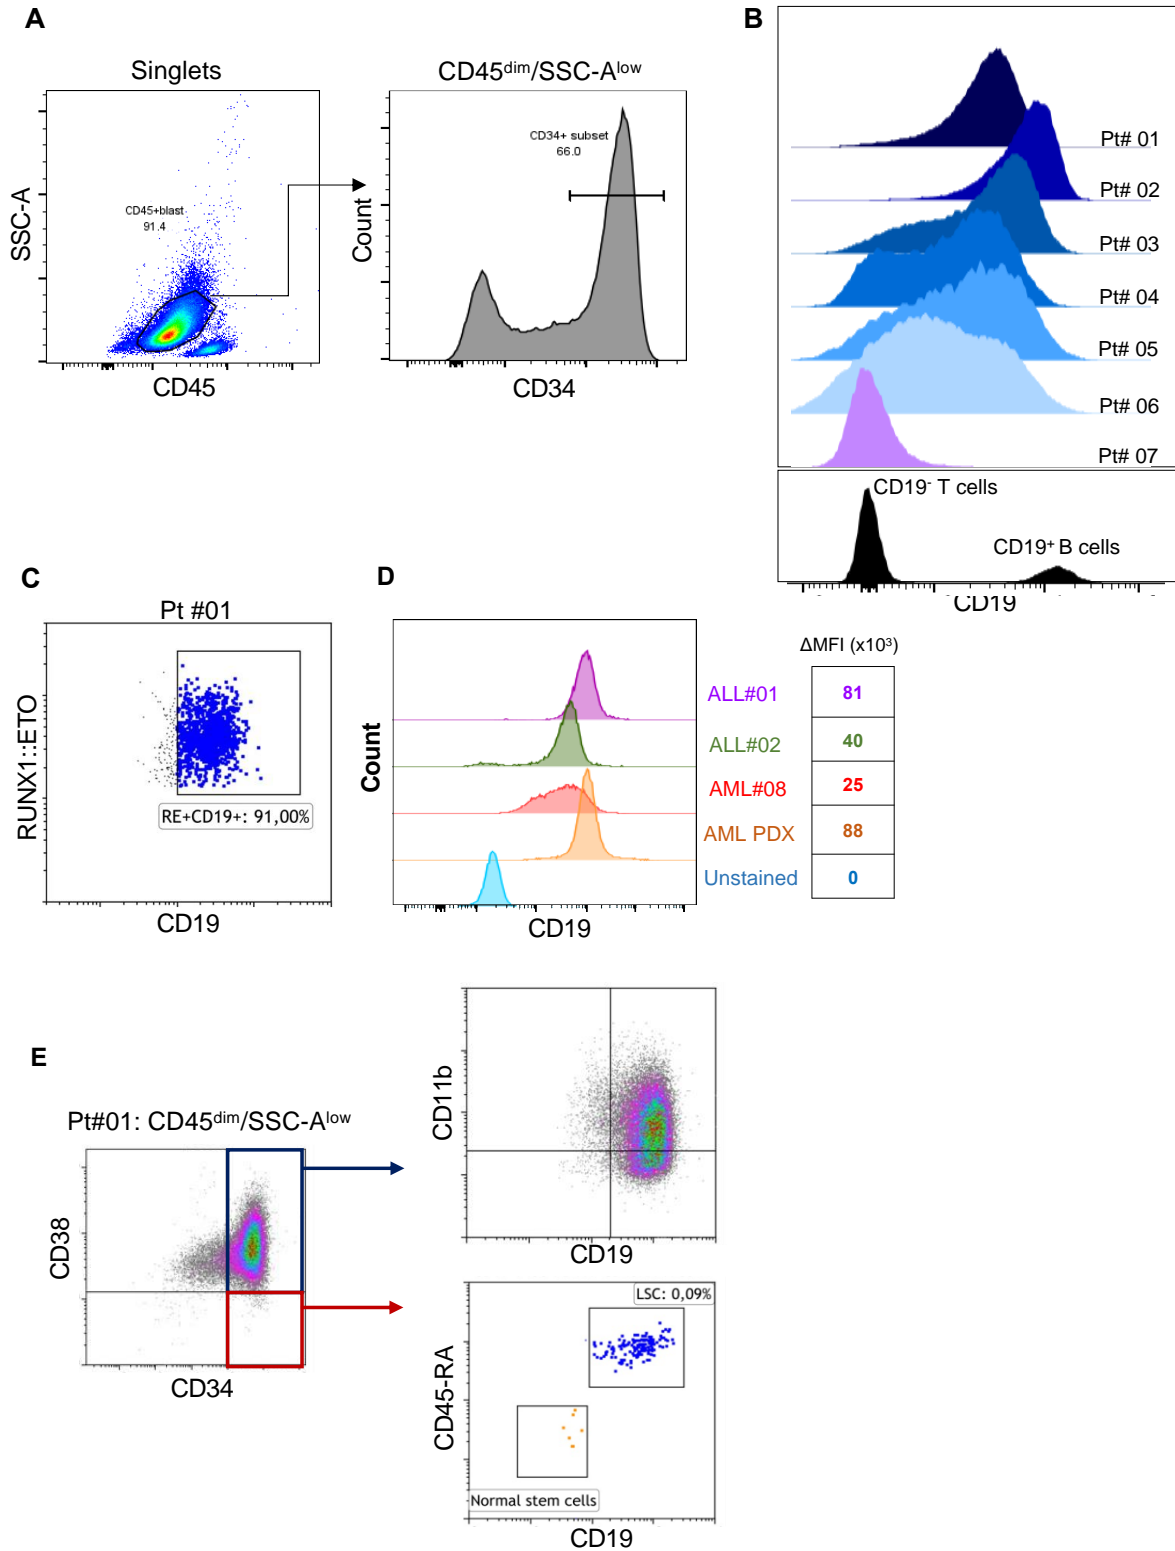 A
Singlets
SSC-A
CD45+blast
91.4
CD45
CD45dim/SSC-Alow
Count
CD34+ subset
66.0
CD34
B
Pt# 01
Pt# 02
Pt# 03
Pt# 04
Pt# 05
Pt# 06
Pt# 07
CD19- T cells
CD19+ B cells
CD19
C
Pt #01
RUNX1::ETO
RE+CD19+: 91,00%
CD19
D
Count
CD19
ΔMFI (x10³)
ALL#01 81
ALL#02 40
AML#08 25
AML PDX 88
Unstained 0
E
Pt#01: CD45dim/SSC-Alow
CD38
CD34
CD11b
CD19
LSC: 0,09%
CD45-RA
Normal stem cells
CD19